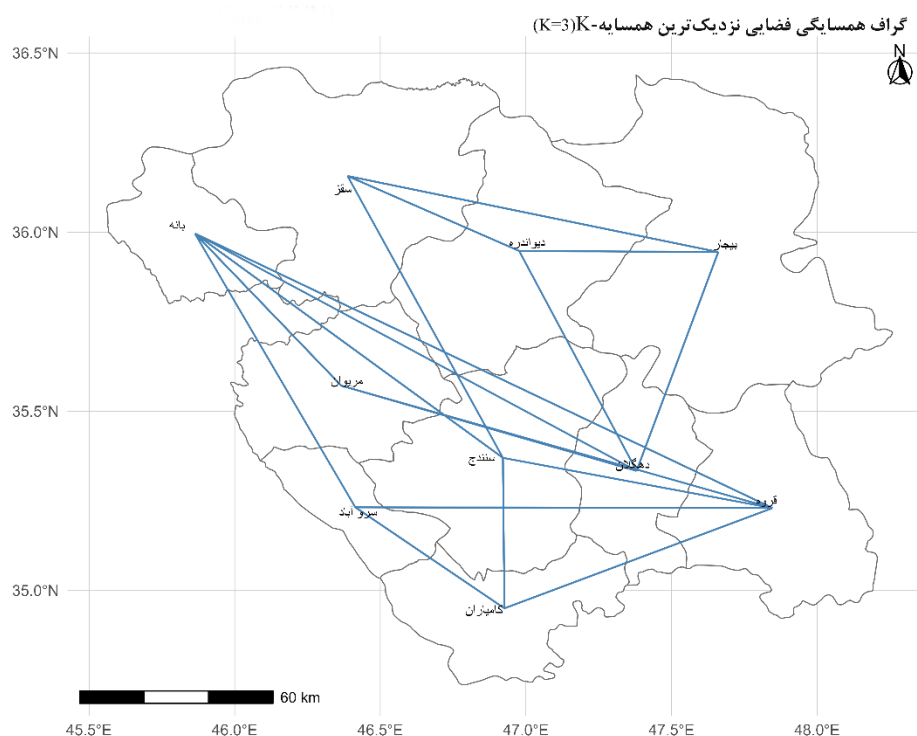 گراف همسایگی فضایی نزدیک‌ترین همسایه-K(K=3)
N
36.5°N
36.0°N
35.5°N
35.0°N
سقز
بانه
دیواندره
بیجار
مریوان
سنندج
دهگلان
قروه
سرو آباد
کامیاران
60 km
45.5°E
46.0°E
46.5°E
47.0°E
47.5°E
48.0°E